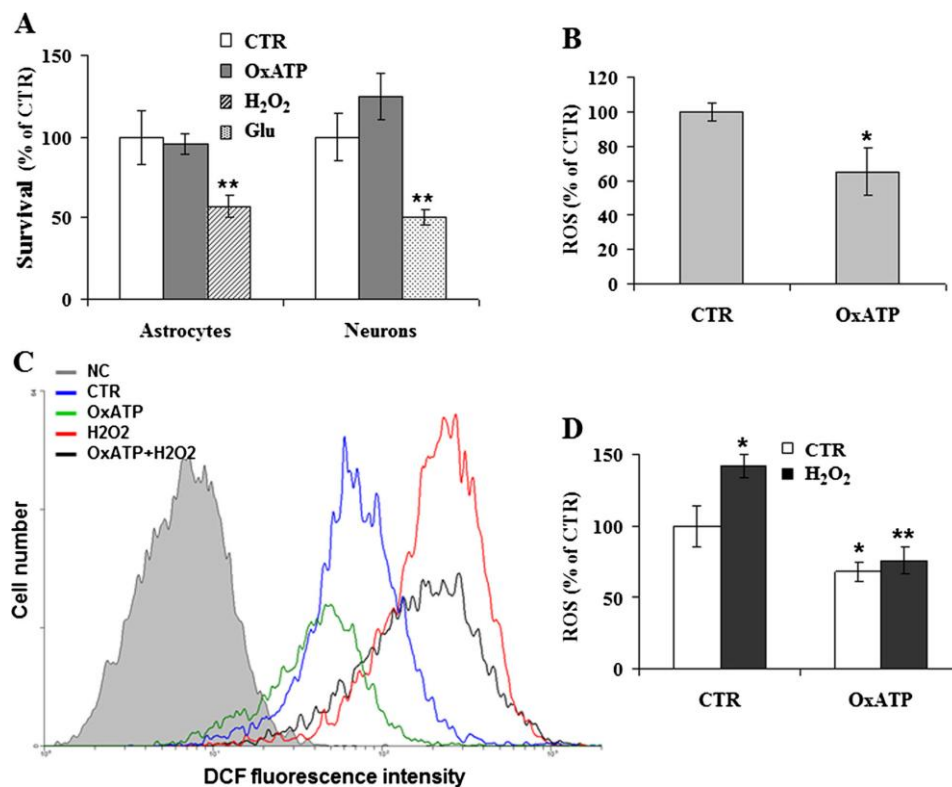 A
CTR
OxATP
H₂O₂
Glu
Survival (% of CTR)
150
100
50
0
**
**
Astrocytes
Neurons
B
ROS (% of CTR)
120
100
80
60
40
20
0
*
CTR
OxATP
C
NC
CTR
OxATP
H2O2
OxATP+H2O2
Cell number
3
DCF fluorescence intensity
D
CTR
H₂O₂
ROS (% of CTR)
150
100
50
0
*
*
**
CTR
OxATP